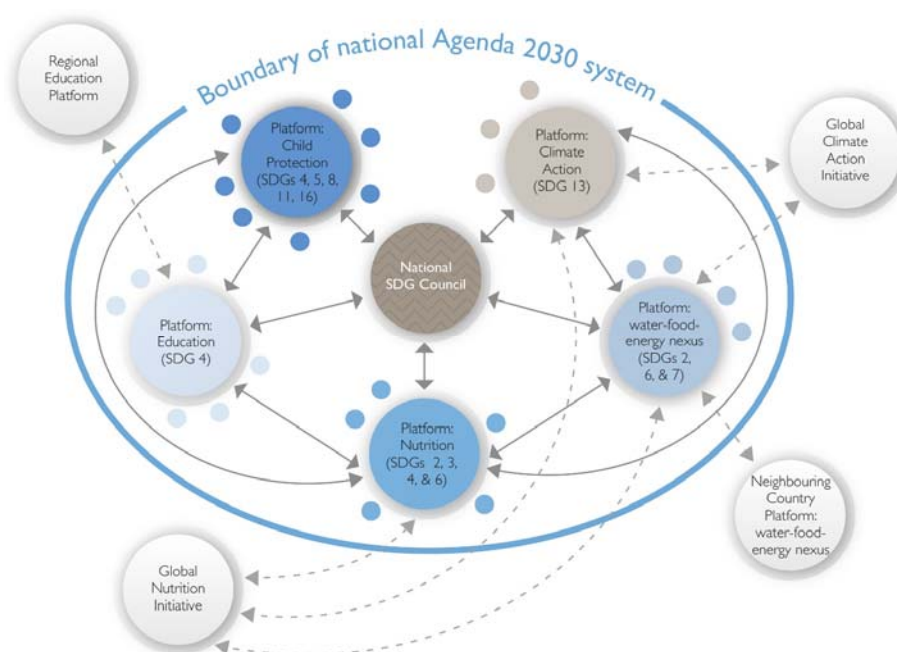 Boundary of national Agenda 2030 system
Regional
Education
Platform
Platform:
Child
Protection
(SDGs 4, 5, 8,
11, 16)
Platform:
Climate
Action
(SDG 13)
Global
Climate
Action
Initiative
National
SDG Council
Platform:
Education
(SDG 4)
Platform:
water-food-
energy nexus
(SDGs 2,
6, & 7)
Platform:
Nutrition
(SDGs 2, 3,
4, & 6)
Neighbouring
Country
Platform:
water-food-
energy nexus
Global
Nutrition
Initiative